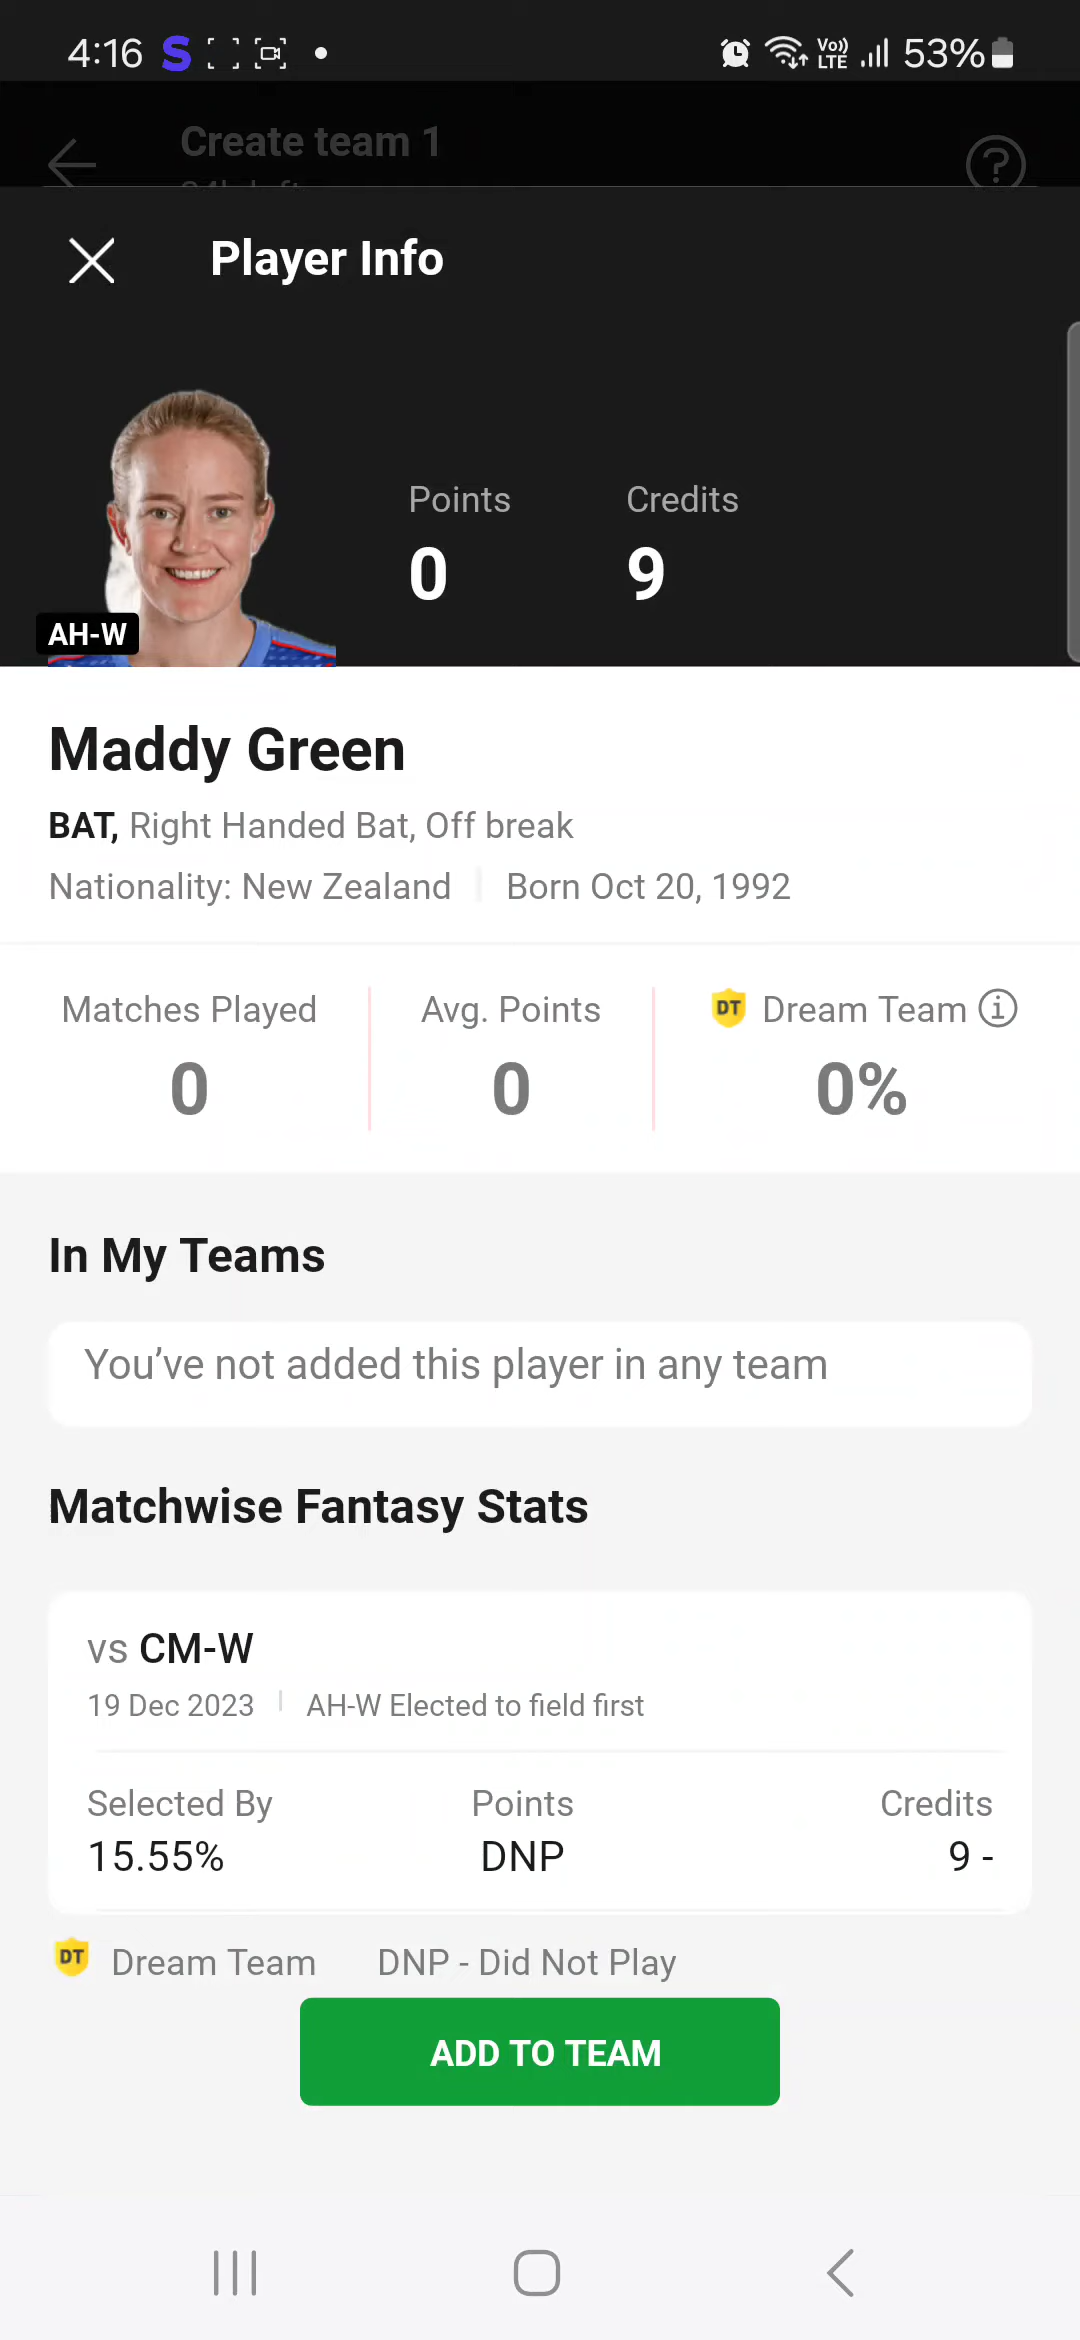 4:16 S Vo)) LTE 53%
Create team 1
Player Info
Points Credits
0 9
AH-W
Maddy Green
BAT, Right Handed Bat, Off break
Nationality: New Zealand Born Oct 20, 1992
Matches Played Avg. Points DT Dream Team
0 0 0%
In My Teams
You’ve not added this player in any team
Matchwise Fantasy Stats
vs CM-W
19 Dec 2023 AH-W Elected to field first
Selected By Points Credits
15.55% DNP 9 -
DT Dream Team DNP - Did Not Play
ADD TO TEAM